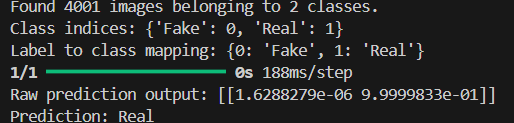 Found 4001 images belonging to 2 classes.
Class indices: {'Fake': 0, 'Real': 1}
Label to class mapping: {0: 'Fake', 1: 'Real'}
1/1 ━━━━━━━━━━━━━━━━━━━━ 0s 188ms/step
Raw prediction output: [[1.6288279e-06 9.9999833e-01]]
Prediction: Real